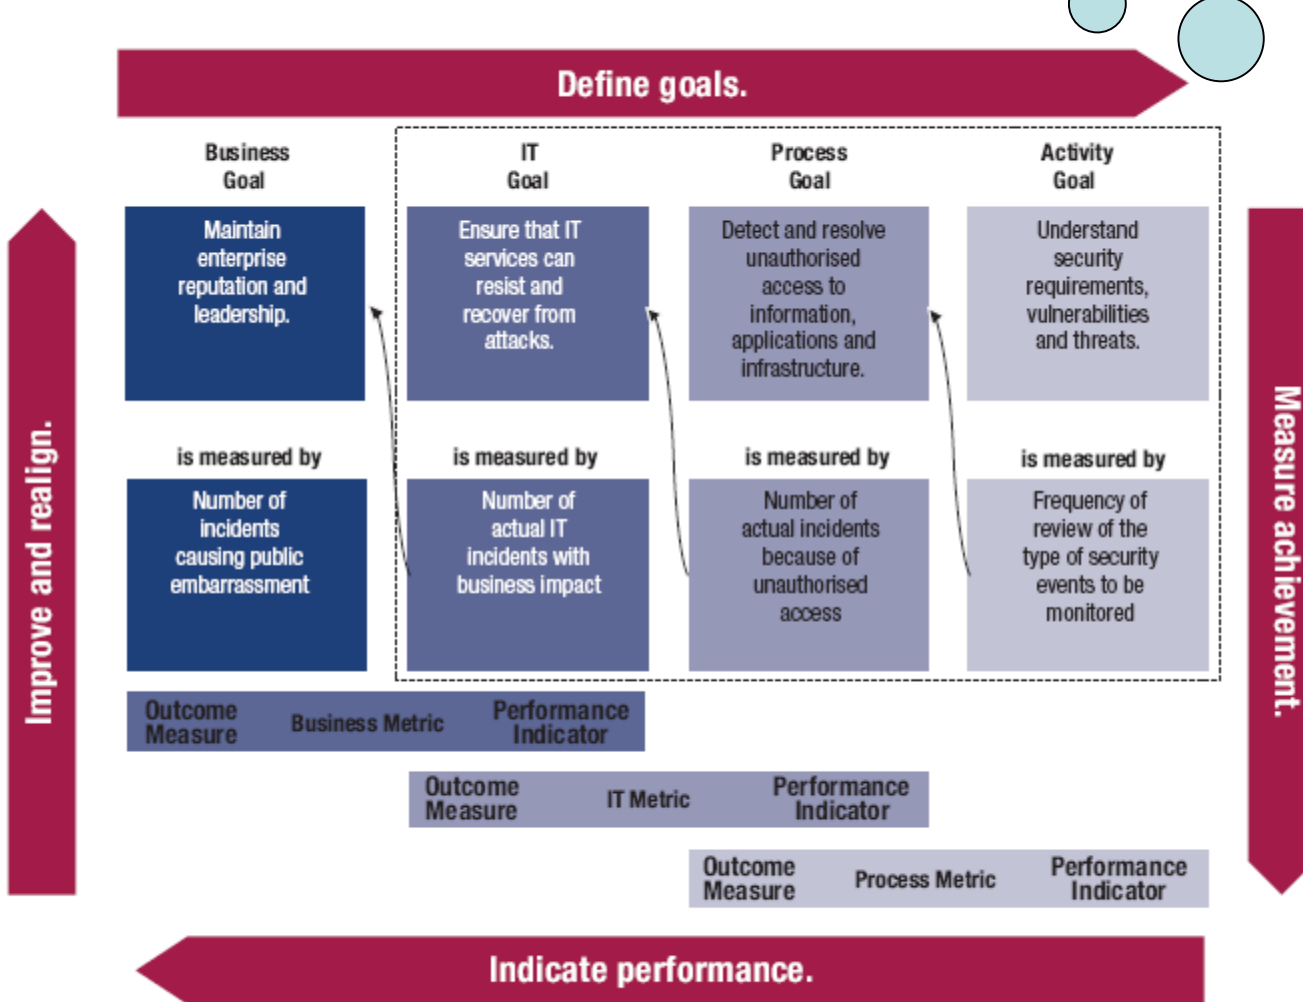 Define goals.
Business
Goal
IT
Goal
Process
Goal
Activity
Goal
Maintain
enterprise
reputation and
leadership.
Ensure that IT
services can
resist and
recover from
attacks.
Detect and resolve
unauthorised
access to
information,
applications and
infrastructure.
Understand
security
requirements,
vulnerabilities
and threats.
is measured by
is measured by
is measured by
is measured by
Number of
incidents
causing public
embarrassment
Number of
actual IT
incidents with
business impact
Number of
actual incidents
because of
unauthorised
access
Frequency of
review of the
type of security
events to be
monitored
Improve and realign.
Measure achievement.
Outcome
Measure
Business Metric
Performance
Indicator
Outcome
Measure
IT Metric
Performance
Indicator
Outcome
Measure
Process Metric
Performance
Indicator
Indicate performance.